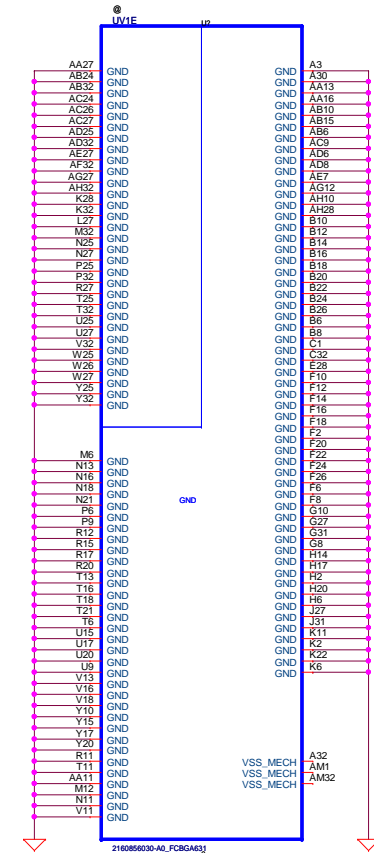 @
UV1E
U?
AA27 GND
AB24 GND
AB32 GND
AC24 GND
AC26 GND
AC27 GND
AD25 GND
AD32 GND
AE27 GND
AF32 GND
AG27 GND
AH32 GND
K28 GND
K32 GND
L27 GND
M32 GND
N25 GND
N27 GND
P25 GND
P32 GND
R27 GND
T25 GND
T32 GND
U25 GND
U27 GND
V32 GND
W25 GND
W26 GND
W27 GND
Y25 GND
Y32 GND
M6 GND
N13 GND
N16 GND
N18 GND
N21 GND
P6 GND
P9 GND
R12 GND
R15 GND
R17 GND
R20 GND
T13 GND
T16 GND
T18 GND
T21 GND
T6 GND
U15 GND
U17 GND
U20 GND
U9 GND
V13 GND
V16 GND
V18 GND
Y10 GND
Y15 GND
Y17 GND
Y20 GND
R11 GND
T11 GND
AA11 GND
M12 GND
N11 GND
V11 GND
GND
GND A3
GND A30
GND AA13
GND AA16
GND AB10
GND AB15
GND AB6
GND AC9
GND AD6
GND AD8
GND AE7
GND AG12
GND AH10
GND AH28
GND B10
GND B12
GND B14
GND B16
GND B18
GND B20
GND B22
GND B24
GND B26
GND B6
GND B8
GND C1
GND C32
GND E28
GND F10
GND F12
GND F14
GND F16
GND F18
GND F2
GND F20
GND F22
GND F24
GND F26
GND F6
GND F8
GND G10
GND G27
GND G31
GND G8
GND H14
GND H17
GND H2
GND H20
GND H6
GND J27
GND J31
GND K11
GND K2
GND K22
GND K6
VSS_MECH A32
VSS_MECH AM1
VSS_MECH AM32
2160856030-A0_FCBGA631